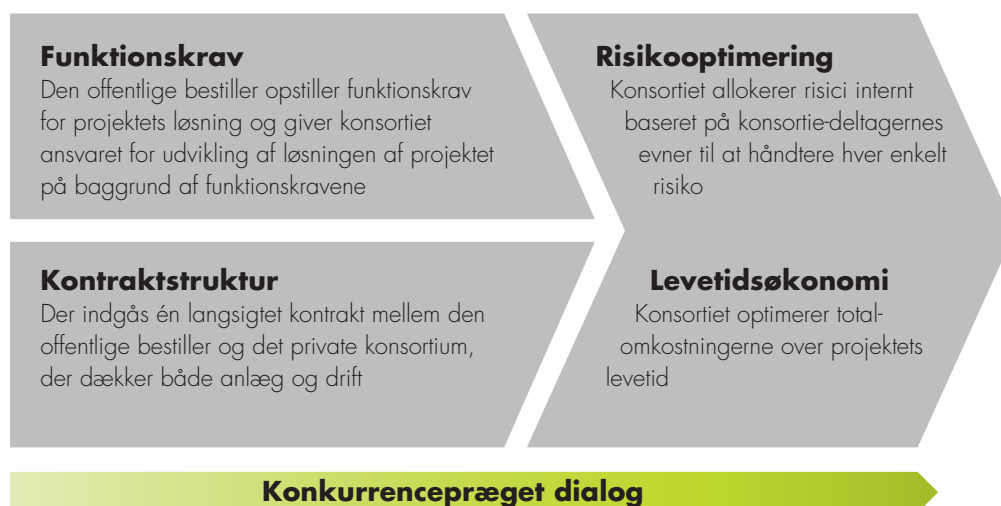 Funktionskrav
Den offentlige bestiller opstiller funktionskrav
for projektets løsning og giver konsortiet
ansvaret for udvikling af løsningen af projektet
på baggrund af funktionskravene
Risikooptimering
Konsortiet allokerer risici internt
baseret på konsortie-deltagernes
evner til at håndtere hver enkelt
risiko
Kontraktstruktur
Der indgås én langsigtet kontrakt mellem den
offentlige bestiller og det private konsortium,
der dækker både anlæg og drift
Levetidsøkonomi
Konsortiet optimerer total-
omkostningerne over projektets
levetid
Konkurrencepræget dialog